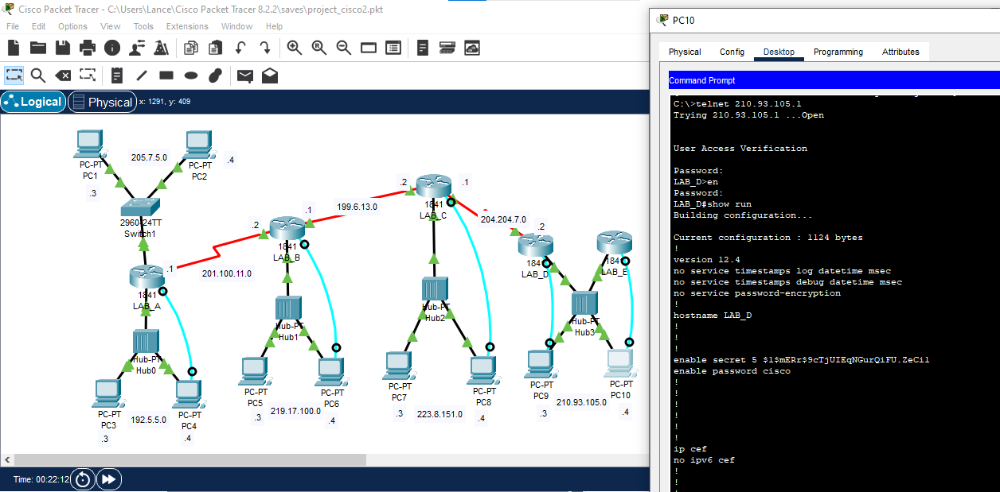 Cisco Packet Tracer - C:\Users\Lance\Cisco Packet Tracer 8.2.2\saves\project_cisco2.pkt
File Edit Options View Tools Extensions Window Help
Logical Physical x: 1291, y: 409
205.7.5.0
.4
PC-PT
PC1
.3
PC-PT
PC2
2960-24TT
Switch1
.1
1841
LAB_A
201.100.11.0
.2
.1
1841
LAB_B
199.6.13.0
.2
.1
1841
LAB_C
204.204.7.0
.2
1841
LAB_D
1841
LAB_E
Hub-PT
Hub0
Hub-PT
Hub1
Hub-PT
Hub2
Hub-PT
Hub3
PC-PT
PC3
.3
192.5.5.0
PC-PT
PC4
.4
PC-PT
PC5
.3
219.17.100.0
PC-PT
PC6
.4
PC-PT
PC7
.3
223.8.151.0
PC-PT
PC8
.4
PC-PT
PC9
.3
210.93.105.0
PC-PT
PC10
.4
Time: 00:22:12
PC10
Physical Config Desktop Programming Attributes
Command Prompt
C:\>telnet 210.93.105.1
Trying 210.93.105.1 ...Open
User Access Verification
Password:
LAB_D>en
Password:
LAB_D#show run
Building configuration...
Current configuration : 1124 bytes
!
version 12.4
no service timestamps log datetime msec
no service timestamps debug datetime msec
no service password-encryption
!
hostname LAB_D
!
!
!
enable secret 5 $1$mERr$9cTjUIEqNGurQiFU.ZeCi1
enable password cisco
!
!
!
!
!
!
ip cef
no ipv6 cef
!
!